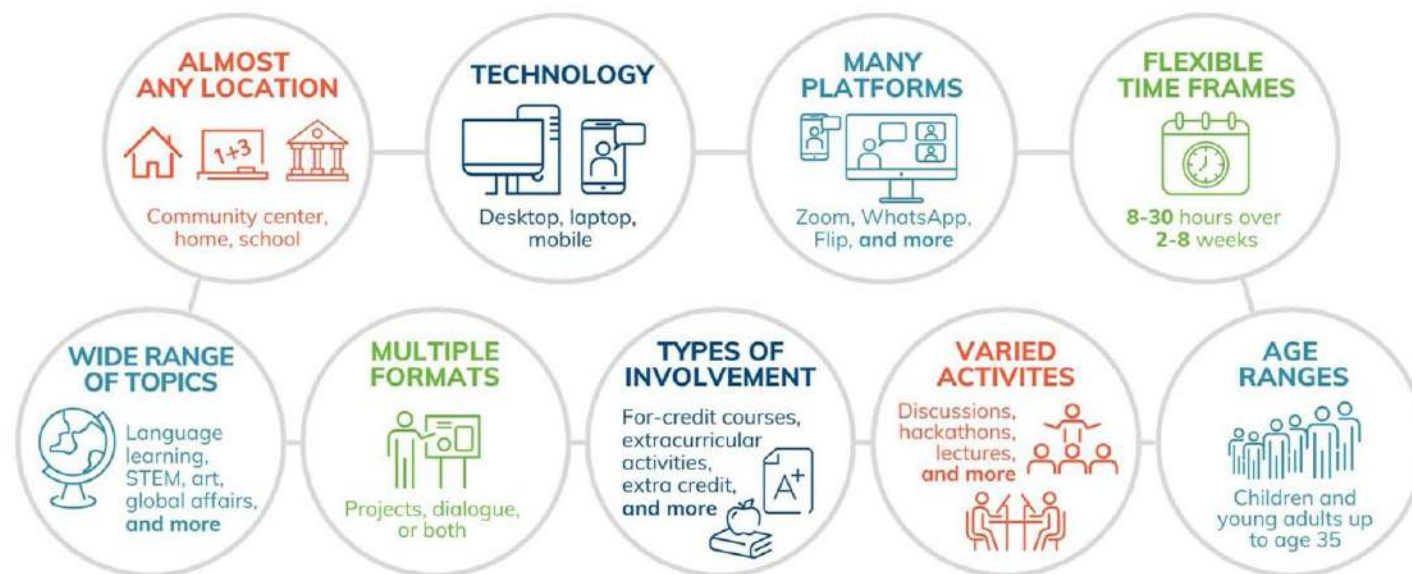 ALMOST
ANY LOCATION
1+3
Community center,
home, school
TECHNOLOGY
Desktop, laptop,
mobile
MANY
PLATFORMS
Zoom, WhatsApp,
Flip, and more
FLEXIBLE
TIME FRAMES
8-30 hours over
2-8 weeks
WIDE RANGE
OF TOPICS
Language
learning,
STEM, art,
global affairs,
and more
MULTIPLE
FORMATS
Projects, dialogue,
or both
TYPES OF
INVOLVEMENT
For-credit courses,
extracurricular
activities,
extra credit,
and more
A+
VARIED
ACTIVITES
Discussions,
hackathons,
lectures,
and more
AGE
RANGES
Children and
young adults up
to age 35